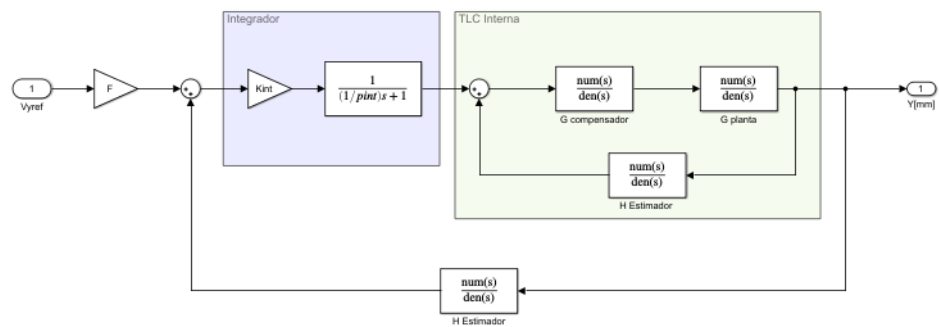 Integrador
TLC Interna
1
Vyref
F
Kint
1
(1/pint)s + 1
num(s)
den(s)
G compensador
num(s)
den(s)
G planta
1
Y[mm]
num(s)
den(s)
H Estimador
num(s)
den(s)
H Estimador